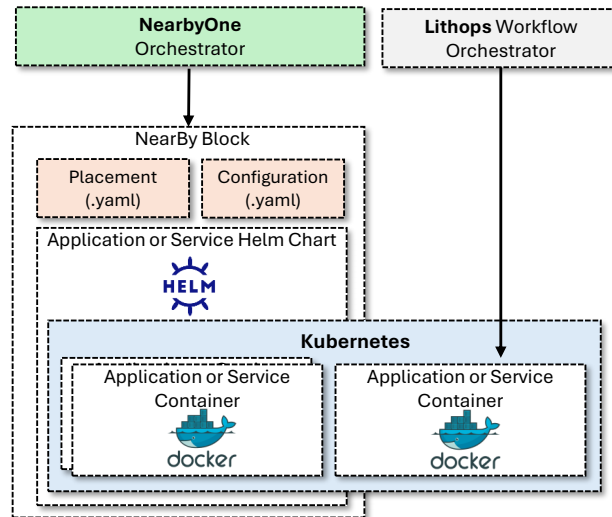 NearbyOne
Orchestrator
Lithops Workflow
Orchestrator
NearBy Block
Placement
(.yaml)
Configuration
(.yaml)
Application or Service Helm Chart
HELM
Kubernetes
Application or Service
Container
docker
Application or Service
Container
docker